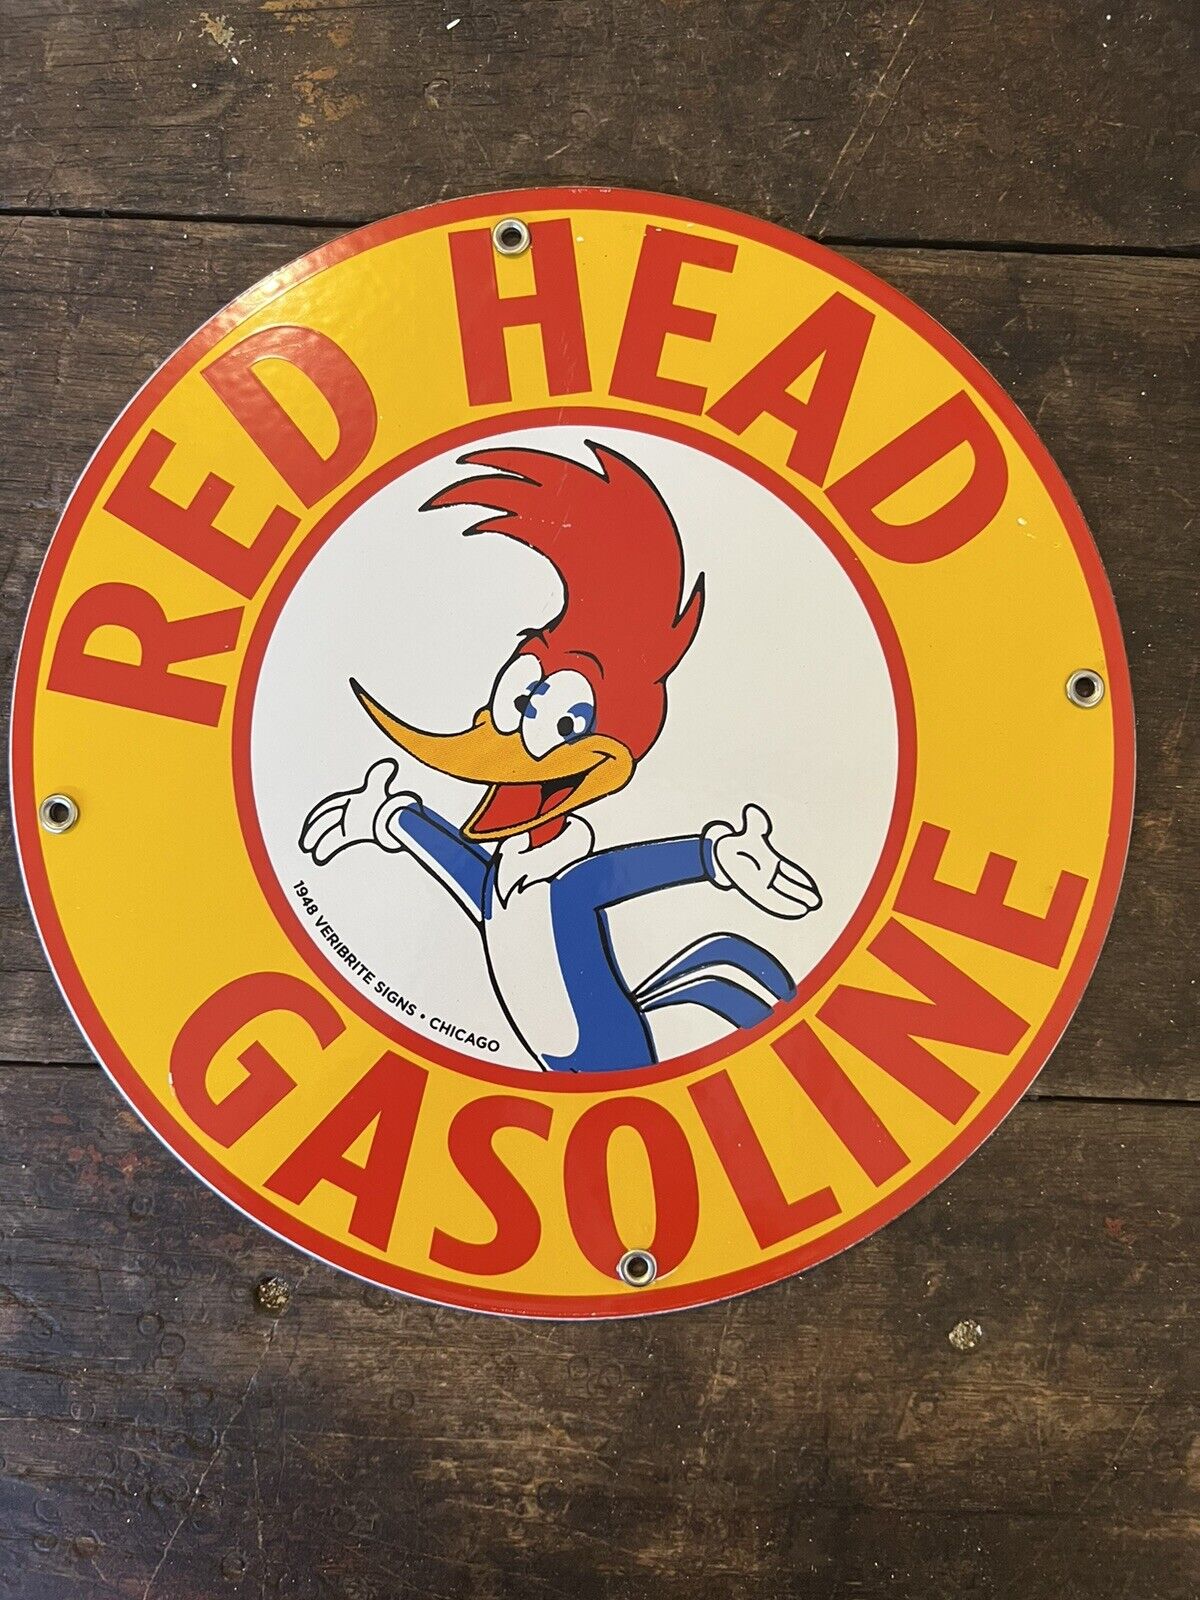 RED HEAD
1948 VERIBRITE SIGNS • CHICAGO
GASOLINE